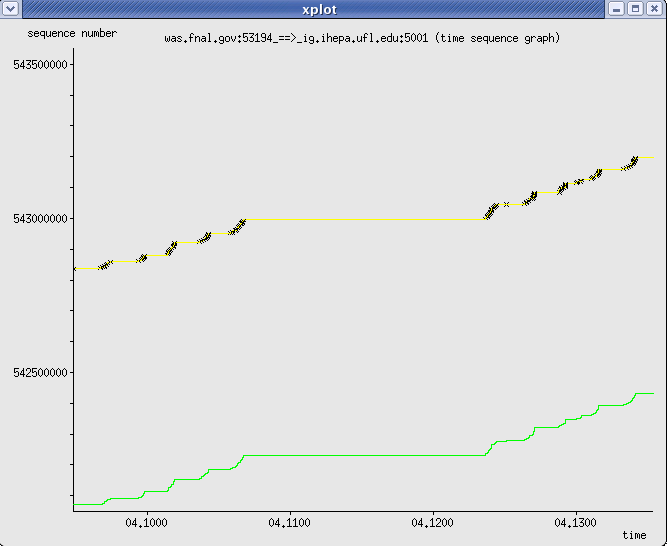 xplot
sequence number
was.fnal.gov:53194_==>_ig.ihepa.ufl.edu:5001 (time sequence graph)
543500000
543000000
542500000
04.1000 04.1100 04.1200 04.1300
time